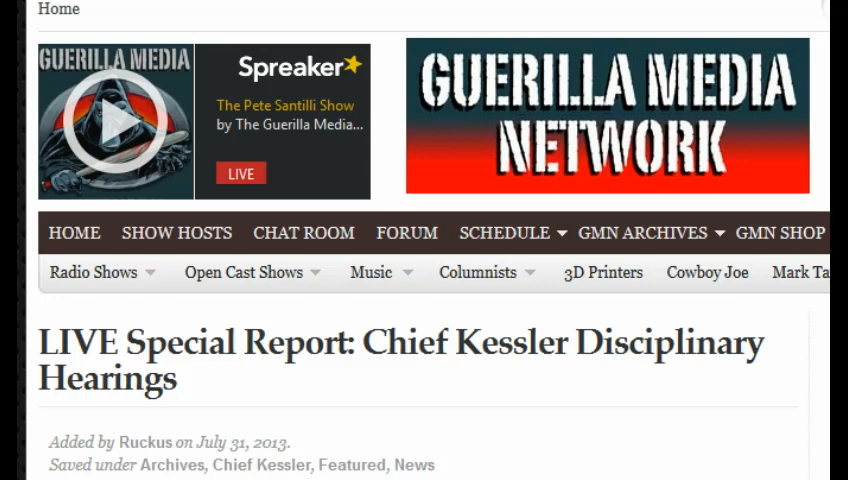 Home
GUERILLA MEDIA
Spreaker
The Pete Santilli Show
by The Guerilla Media...
LIVE
GUERILLA MEDIA
NETWORK
HOME SHOW HOSTS CHAT ROOM FORUM SCHEDULE GMN ARCHIVES GMN SHOP
Radio Shows Open Cast Shows Music Columnists 3D Printers Cowboy Joe Mark Ta
LIVE Special Report: Chief Kessler Disciplinary
Hearings
Added by Ruckus on July 31, 2013.
Saved under Archives, Chief Kessler, Featured, News